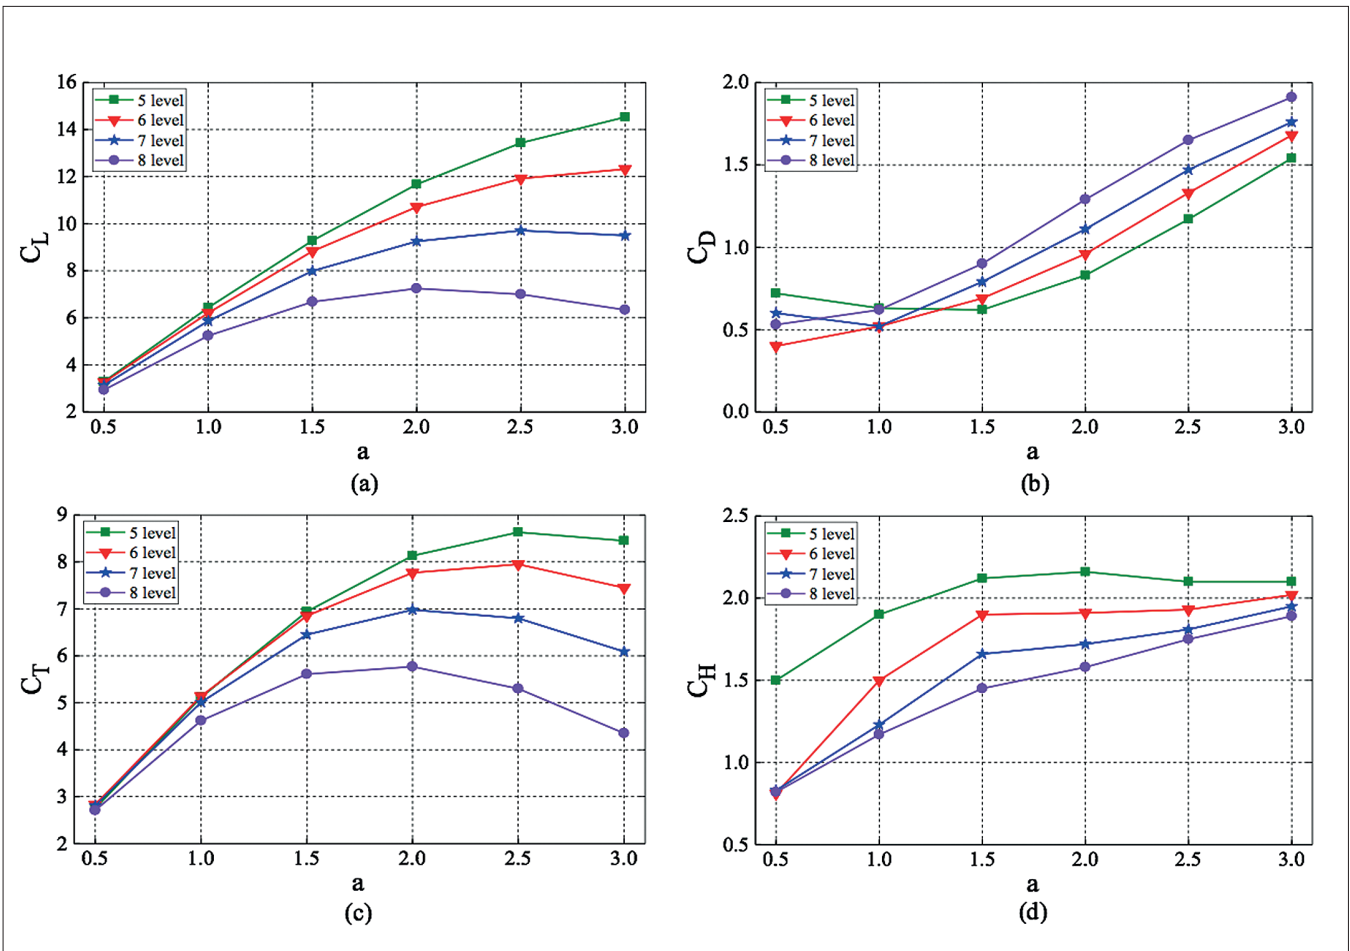 16
14
12
10
8
6
4
2
C_L
5 level
6 level
7 level
8 level
0.5 1.0 1.5 2.0 2.5 3.0
a
(a)
2.0
1.5
1.0
0.5
0.0
C_D
5 level
6 level
7 level
8 level
0.5 1.0 1.5 2.0 2.5 3.0
a
(b)
9
8
7
6
5
4
3
2
C_T
5 level
6 level
7 level
8 level
0.5 1.0 1.5 2.0 2.5 3.0
a
(c)
2.5
2.0
1.5
1.0
0.5
C_H
5 level
6 level
7 level
8 level
0.5 1.0 1.5 2.0 2.5 3.0
a
(d)